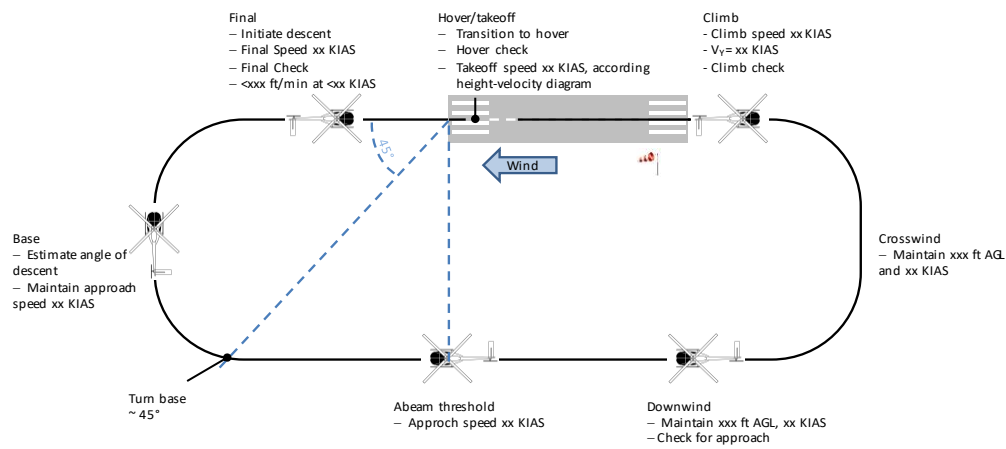 Final
– Initiate descent
– Final Speed xx KIAS
– Final Check
– <xxx ft/min at <xx KIAS
Hover/takeoff
– Transition to hover
– Hover check
– Takeoff speed xx KIAS, according
height-velocity diagram
Climb
- Climb speed xx KIAS
- VY= xx KIAS
- Climb check
45°
Wind
Base
– Estimate angle of
descent
– Maintain approach
speed xx KIAS
Crosswind
– Maintain xxx ft AGL
and xx KIAS
Turn base
~ 45°
Abeam threshold
– Approch speed xx KIAS
Downwind
– Maintain xxx ft AGL, xx KIAS
– Check for approach